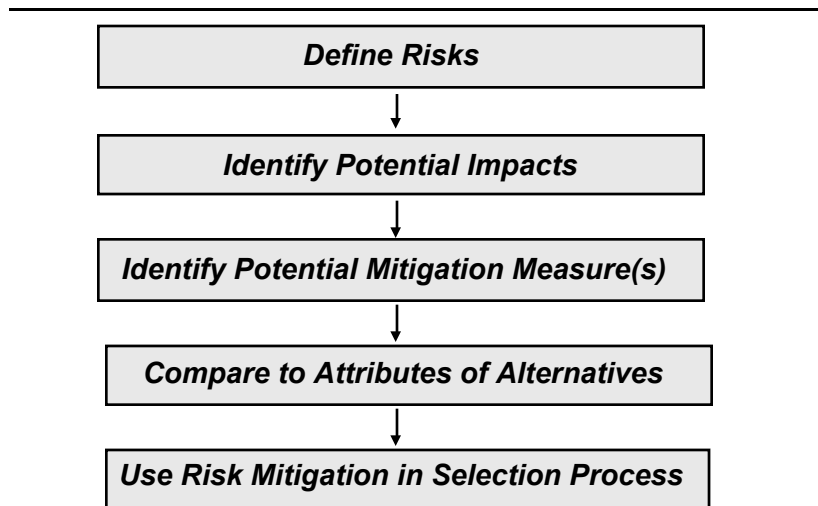 Define Risks
Identify Potential Impacts
Identify Potential Mitigation Measure(s)
Compare to Attributes of Alternatives
Use Risk Mitigation in Selection Process